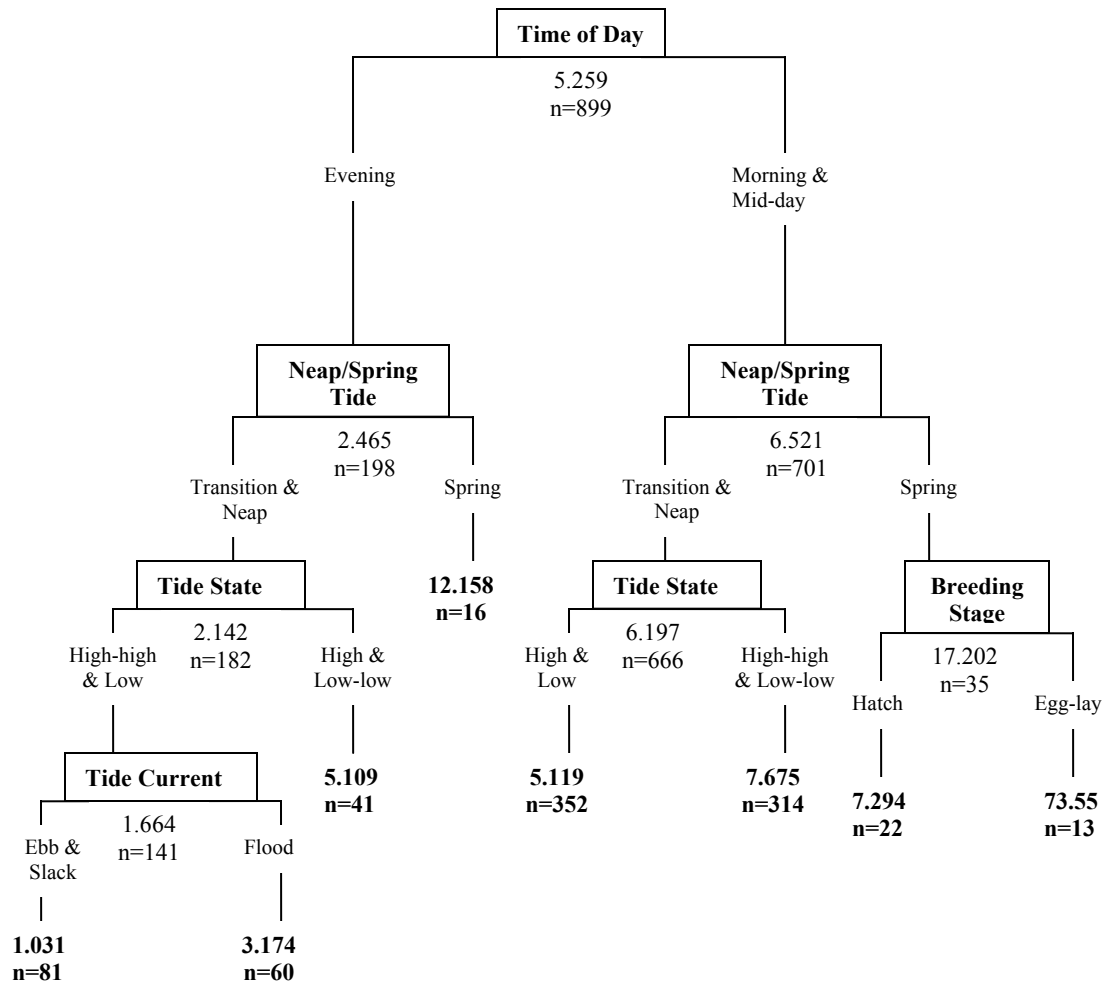 Time of Day
5.259
n=899
Evening
Morning &
Mid-day
Neap/Spring
Tide
2.465
n=198
Neap/Spring
Tide
6.521
n=701
Transition &
Neap
Spring
Transition &
Neap
Spring
Tide State
2.142
n=182
12.158
n=16
Tide State
6.197
n=666
Breeding
Stage
17.202
n=35
High-high
& Low
High &
Low-low
High &
Low
High-high
& Low-low
Hatch
Egg-lay
Tide Current
1.664
n=141
5.109
n=41
5.119
n=352
7.675
n=314
7.294
n=22
73.55
n=13
Ebb &
Slack
Flood
1.031
n=81
3.174
n=60